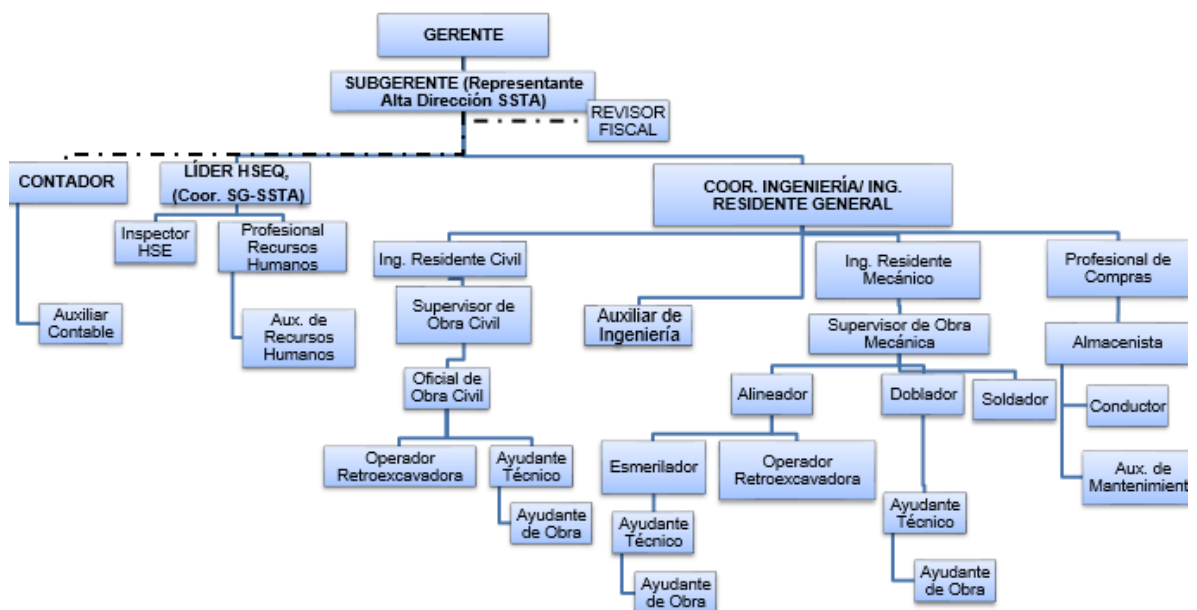 GERENTE
SUBGERENTE (Representante
Alta Dirección SSTA)
REVISOR
FISCAL
CONTADOR
LÍDER HSEQ,
(Coor. SG-SSTA)
COOR. INGENIERÍA/ ING.
RESIDENTE GENERAL
Inspector
HSE
Profesional
Recursos
Humanos
Ing. Residente Civil
Ing. Residente
Mecánico
Profesional de
Compras
Auxiliar
Contable
Aux. de
Recursos
Humanos
Supervisor de
Obra Civil
Auxiliar de
Ingeniería
Supervisor de Obra
Mecánica
Almacenista
Oficial de
Obra Civil
Alineador
Doblador
Soldador
Conductor
Operador
Retroexcavadora
Ayudante
Técnico
Esmerilador
Operador
Retroexcavadora
Aux. de
Mantenimient
Ayudante
de Obra
Ayudante
Técnico
Ayudante
Técnico
Ayudante
de Obra
Ayudante
de Obra